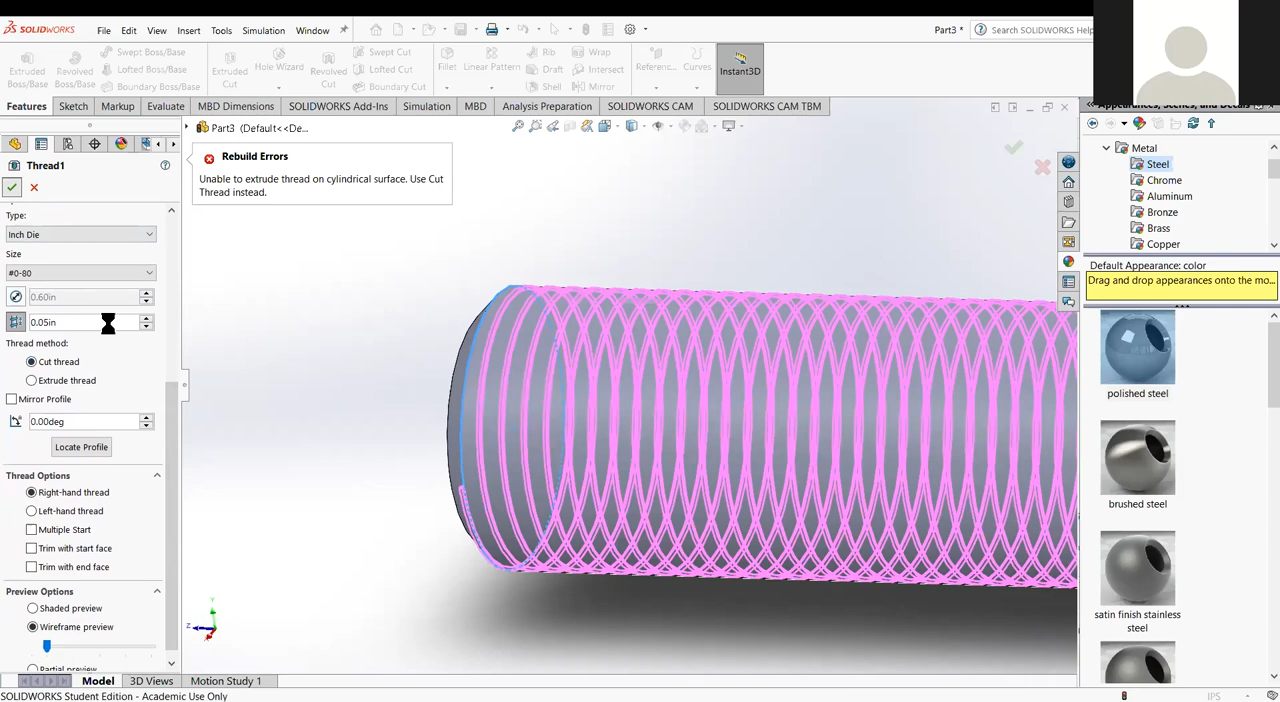 SOLIDWORKS File Edit View Insert Tools Simulation Window Part3 * Search SOLIDWORKS Help
Extruded Boss/Base
Revolved Boss/Base
Swept Boss/Base
Lofted Boss/Base
Boundary Boss/Base
Extruded Cut
Hole Wizard
Revolved Cut
Swept Cut
Lofted Cut
Boundary Cut
Fillet
Linear Pattern
Rib
Draft
Shell
Wrap
Intersect
Mirror
Referenc...
Curves
Instant3D
Features Sketch Markup Evaluate MBD Dimensions SOLIDWORKS Add-Ins Simulation MBD Analysis Preparation SOLIDWORKS CAM SOLIDWORKS CAM TBM
Appearances, Scenes, and Decals
Part3 (Default<<De...
Thread1
Rebuild Errors
Unable to extrude thread on cylindrical surface. Use Cut
Thread instead.
Type:
Inch Die
Size
#0-80
0.60in
0.05in
Thread method:
Cut thread
Extrude thread
Mirror Profile
0.00deg
Locate Profile
Thread Options
Right-hand thread
Left-hand thread
Multiple Start
Trim with start face
Trim with end face
Preview Options
Shaded preview
Wireframe preview
Partial preview
Y
Z
Metal
Steel
Chrome
Aluminum
Bronze
Brass
Copper
Default Appearance: color
Drag and drop appearances onto the mo...
polished steel
brushed steel
satin finish stainless
steel
Model 3D Views Motion Study 1
SOLIDWORKS Student Edition - Academic Use Only
IPS